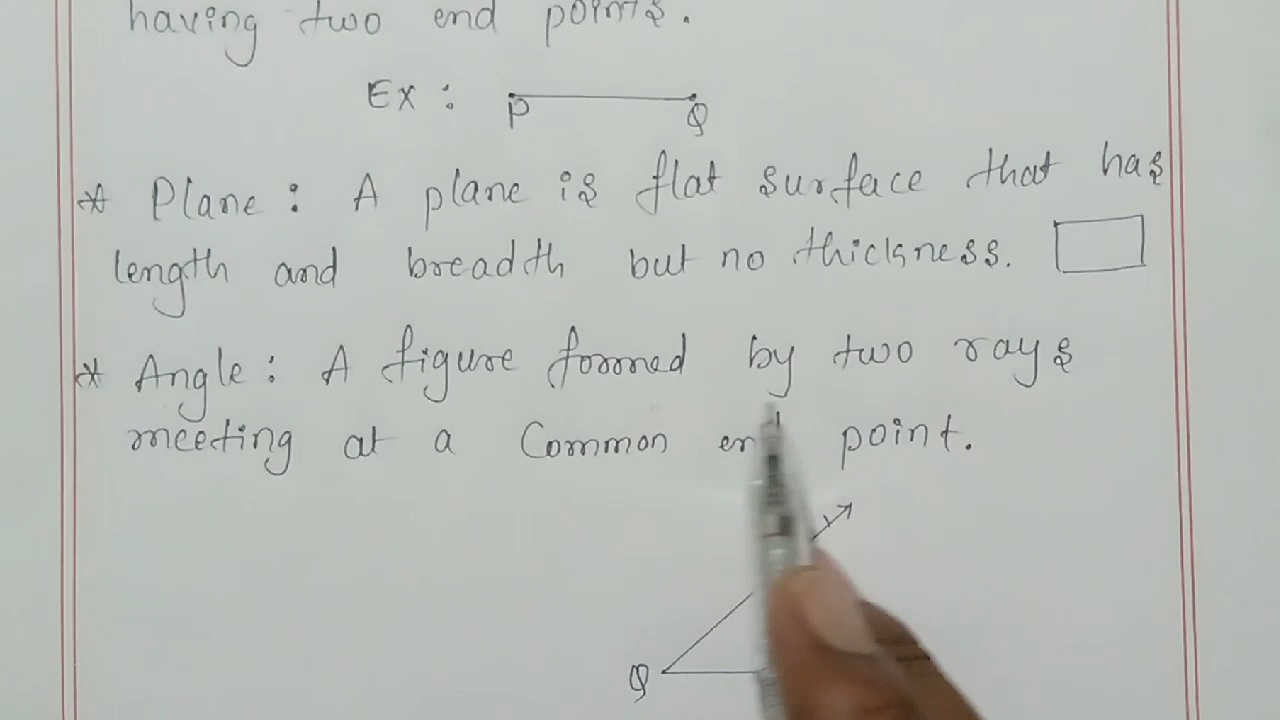 having two end points.
Ex :
P Q
* Plane : A plane is flat surface that has
length and breadth but no thickness.
* Angle : A figure formed by two rays
meeting at a Common point.
Q